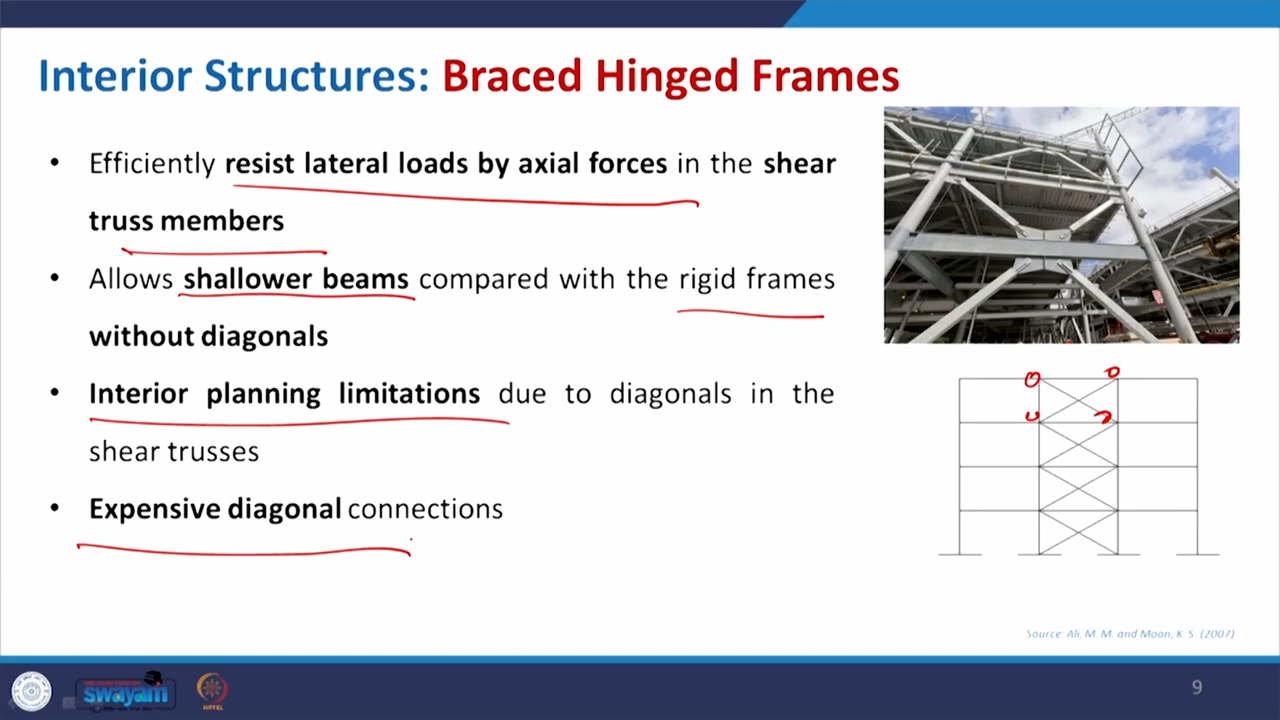 Interior Structures: Braced Hinged Frames
• Efficiently resist lateral loads by axial forces in the shear
truss members
• Allows shallower beams compared with the rigid frames
without diagonals
• Interior planning limitations due to diagonals in the
shear trusses
• Expensive diagonal connections
Source: Ali, M. M. and Moan, K. S. (2007)
swayam
NPTEL
9